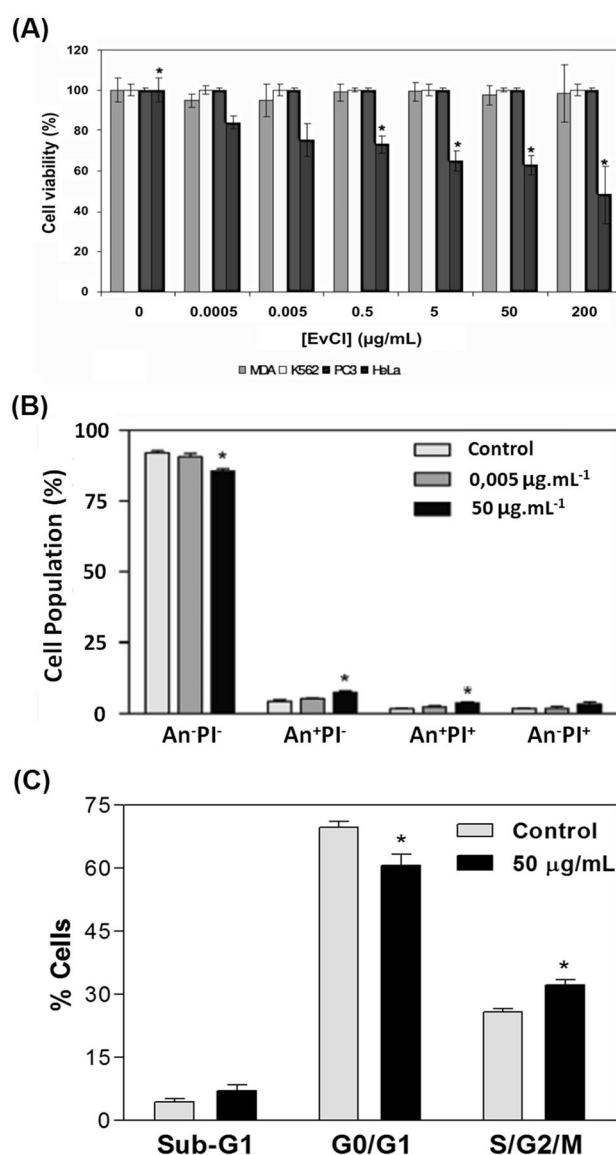 (A)
120
100
80
60
40
20
0
Cell viability (%)
*
*
*
*
*
0
0.0005
0.005
0.5
5
50
200
[EvCI] (µg/mL)
MDA K562 PC3 HeLa
(B)
100
75
50
25
0
Cell Population (%)
Control
0,005 µg.mL⁻¹
50 µg.mL⁻¹
*
*
*
An⁻PI⁻
An⁺PI⁻
An⁺PI⁺
An⁻PI⁺
(C)
75
60
45
30
15
0
% Cells
Control
50 µg/mL
*
*
Sub-G1
G0/G1
S/G2/M